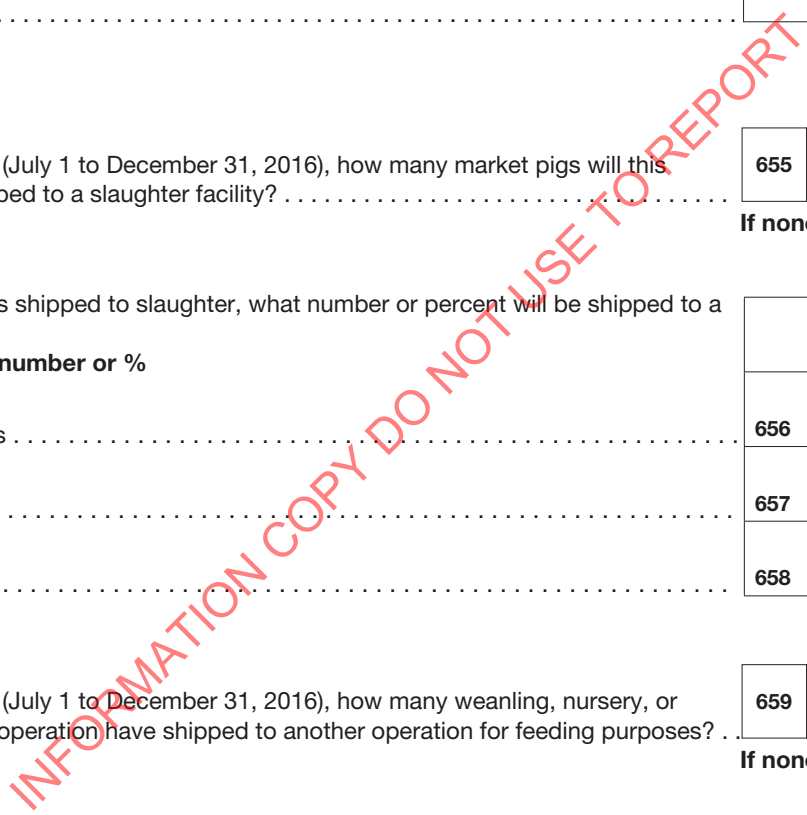 (July 1 to December 31, 2016), how many market pigs will this 655
ped to a slaughter facility? . . . . . . . . . . . . . . . . . . . . . . . . . . . . . . . . . .
If none
s shipped to slaughter, what number or percent will be shipped to a
number or %
s . . . . . . . . . . . . . . . . . . . . . . . . . . . . . . . . . . . . . . . . . . . . . . . . . . . . . . . 656
. . . . . . . . . . . . . . . . . . . . . . . . . . . . . . . . . . . . . . . . . . . . . . . . . . . . . . . 657
. . . . . . . . . . . . . . . . . . . . . . . . . . . . . . . . . . . . . . . . . . . . . . . . . . . . . . . 658
(July 1 to December 31, 2016), how many weanling, nursery, or 659
operation have shipped to another operation for feeding purposes? . .
If none
INFORMATION COPY DO NOT USE TO REPORT